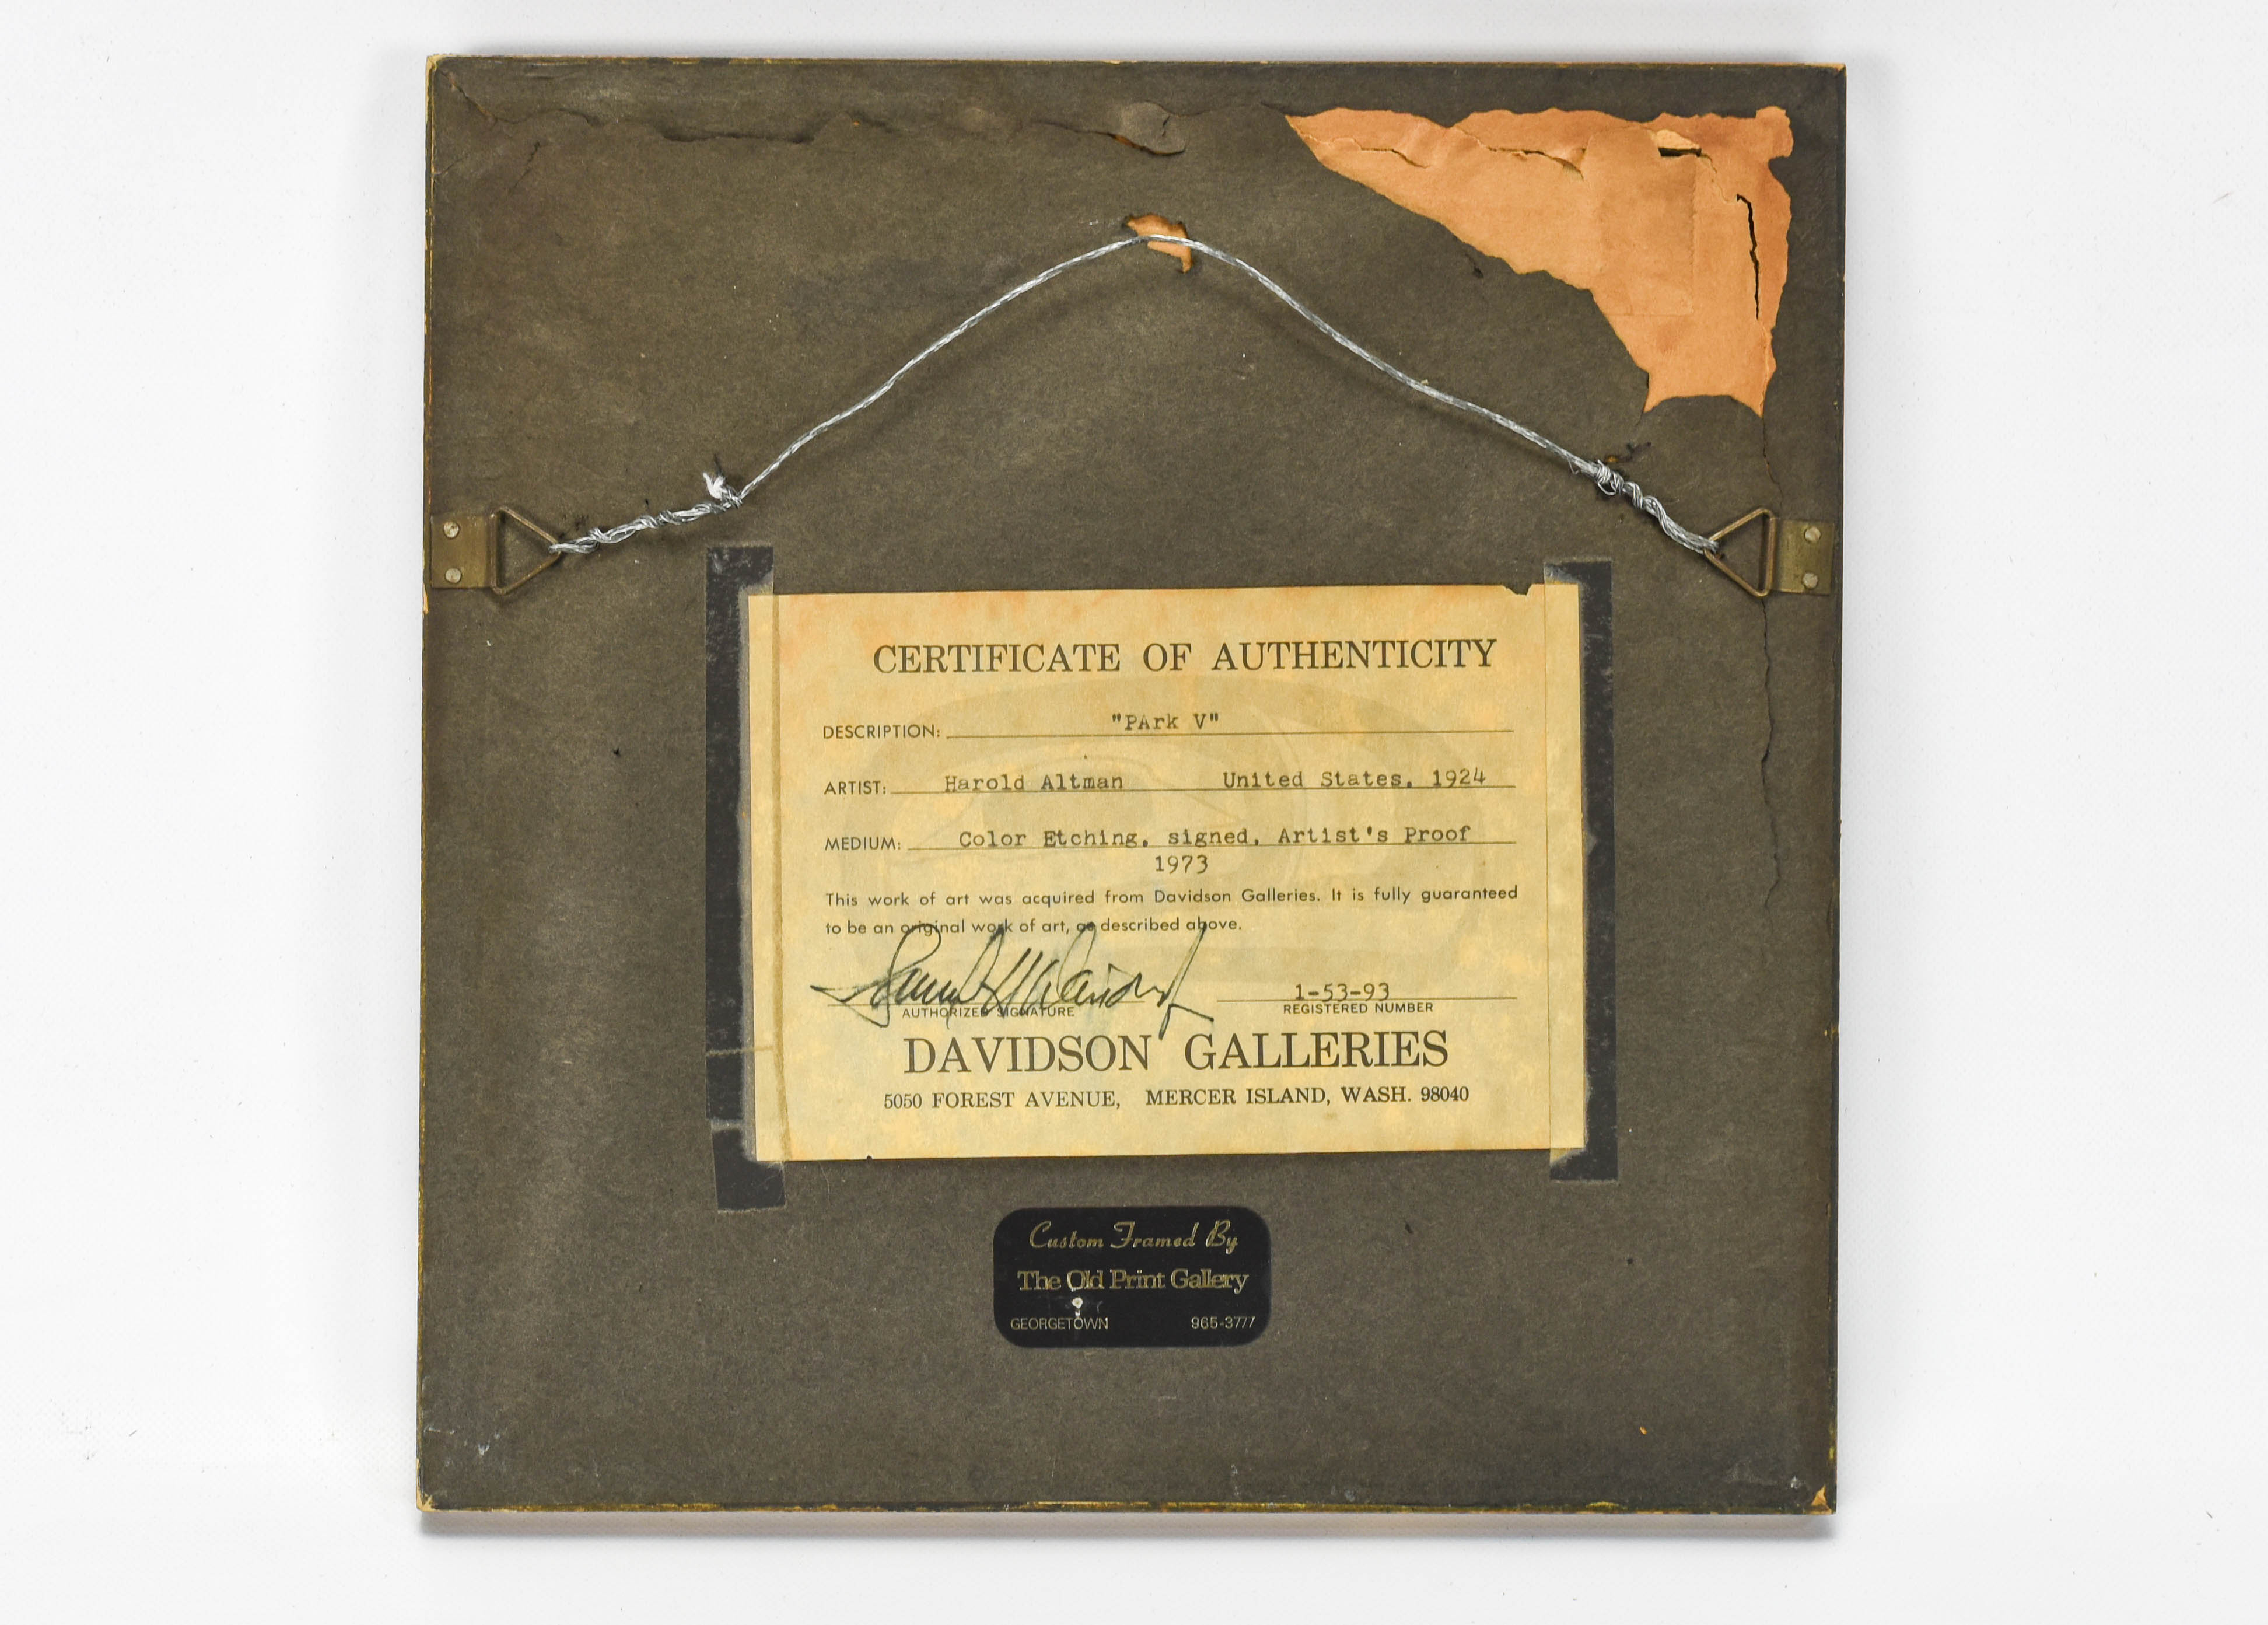 CERTIFICATE OF AUTHENTICITY
DESCRIPTION: "PArk V"
ARTIST: Harold Altman United States, 1924
MEDIUM: Color Etching, signed, Artist's Proof
1973
This work of art was acquired from Davidson Galleries. It is fully guaranteed
to be an original work of art, as described above.
1-53-93
AUTHORIZED SIGNATURE REGISTERED NUMBER
DAVIDSON GALLERIES
5050 FOREST AVENUE, MERCER ISLAND, WASH. 98040
Custom Framed By
The Old Print Gallery
GEORGETOWN 965-3777